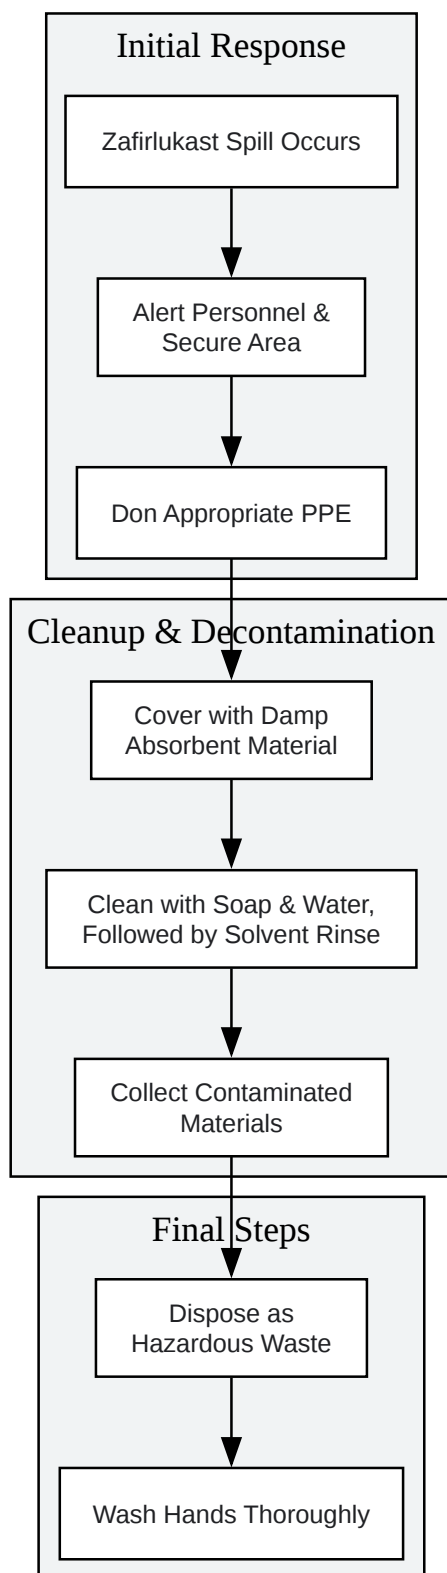 Initial Response
Zafirlukast Spill Occurs
Alert Personnel &
Secure Area
Don Appropriate PPE
Cleanup & Decontamination
Cover with Damp
Absorbent Material
Clean with Soap & Water,
Followed by Solvent Rinse
Collect Contaminated
Materials
Final Steps
Dispose as
Hazardous Waste
Wash Hands Thoroughly